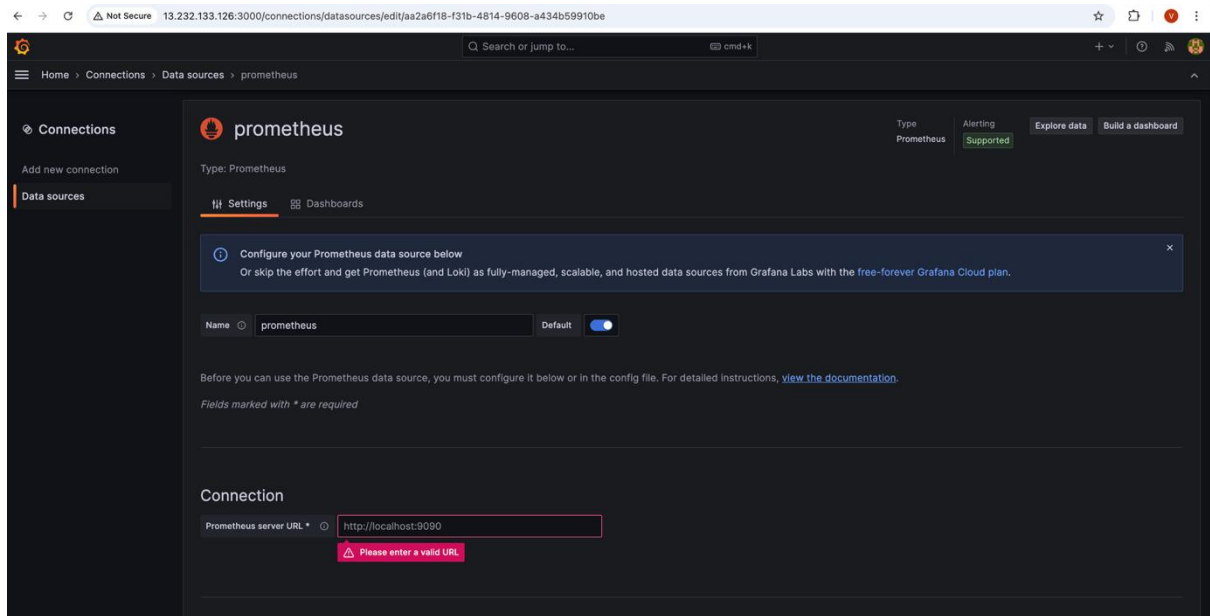 Not Secure 13.232.133.126:3000/connections/datasources/edit/aa2a6f18-f31b-4814-9608-a434b59910be
V
Search or jump to... cmd+k
Home › Connections › Data sources › prometheus
Connections
Add new connection
Data sources
prometheus
Type
Prometheus
Alerting
Supported
Explore data
Build a dashboard
Type: Prometheus
Settings Dashboards
Configure your Prometheus data source below
Or skip the effort and get Prometheus (and Loki) as fully-managed, scalable, and hosted data sources from Grafana Labs with the free-forever Grafana Cloud plan.
Name prometheus Default
Before you can use the Prometheus data source, you must configure it below or in the config file. For detailed instructions, view the documentation.
Fields marked with * are required
Connection
Prometheus server URL * http://localhost:9090
Please enter a valid URL